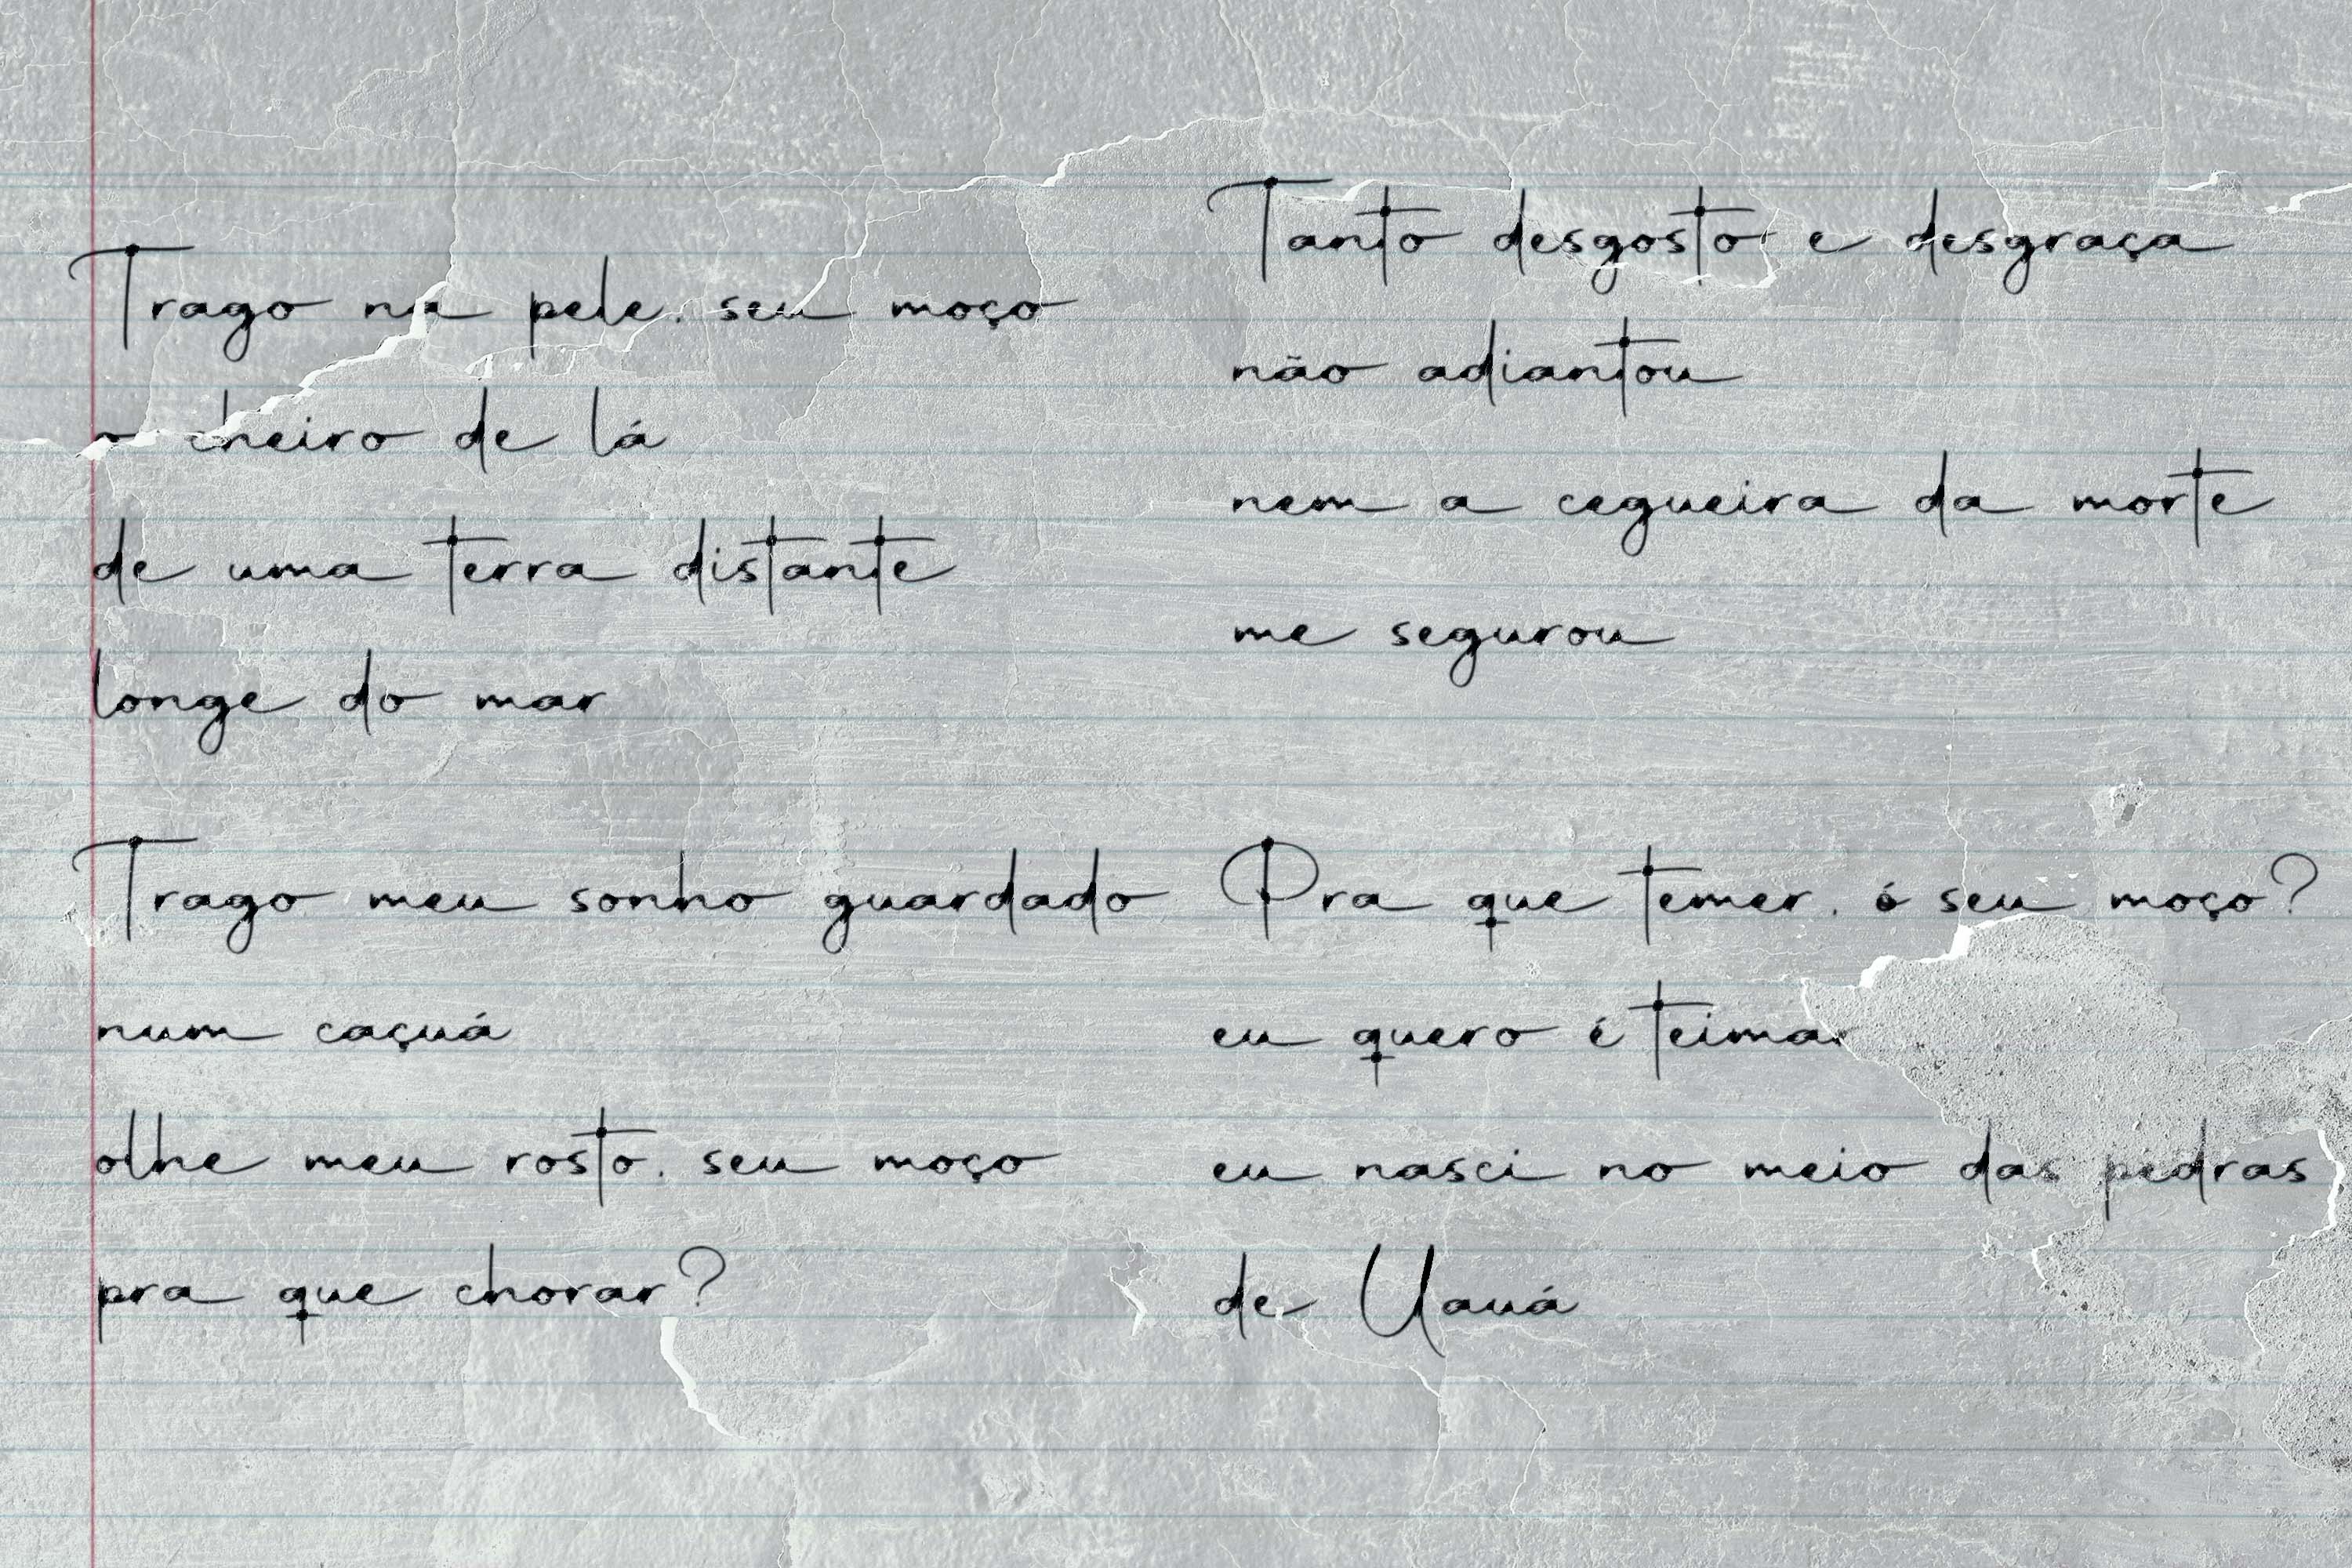 Trago na pele, seu moço
o cheiro de lá
de uma terra distante
longe do mar
Trago meu sonho guardado
num caçuá
olhe meu rosto, seu moço
pra que chorar?
Tanto desgosto e desgraça
não adiantou
nem a cegueira da morte
me segurou
Pra que temer, ó seu moço?
eu quero é teimar
eu nasci no meio das pedras
de Uauá